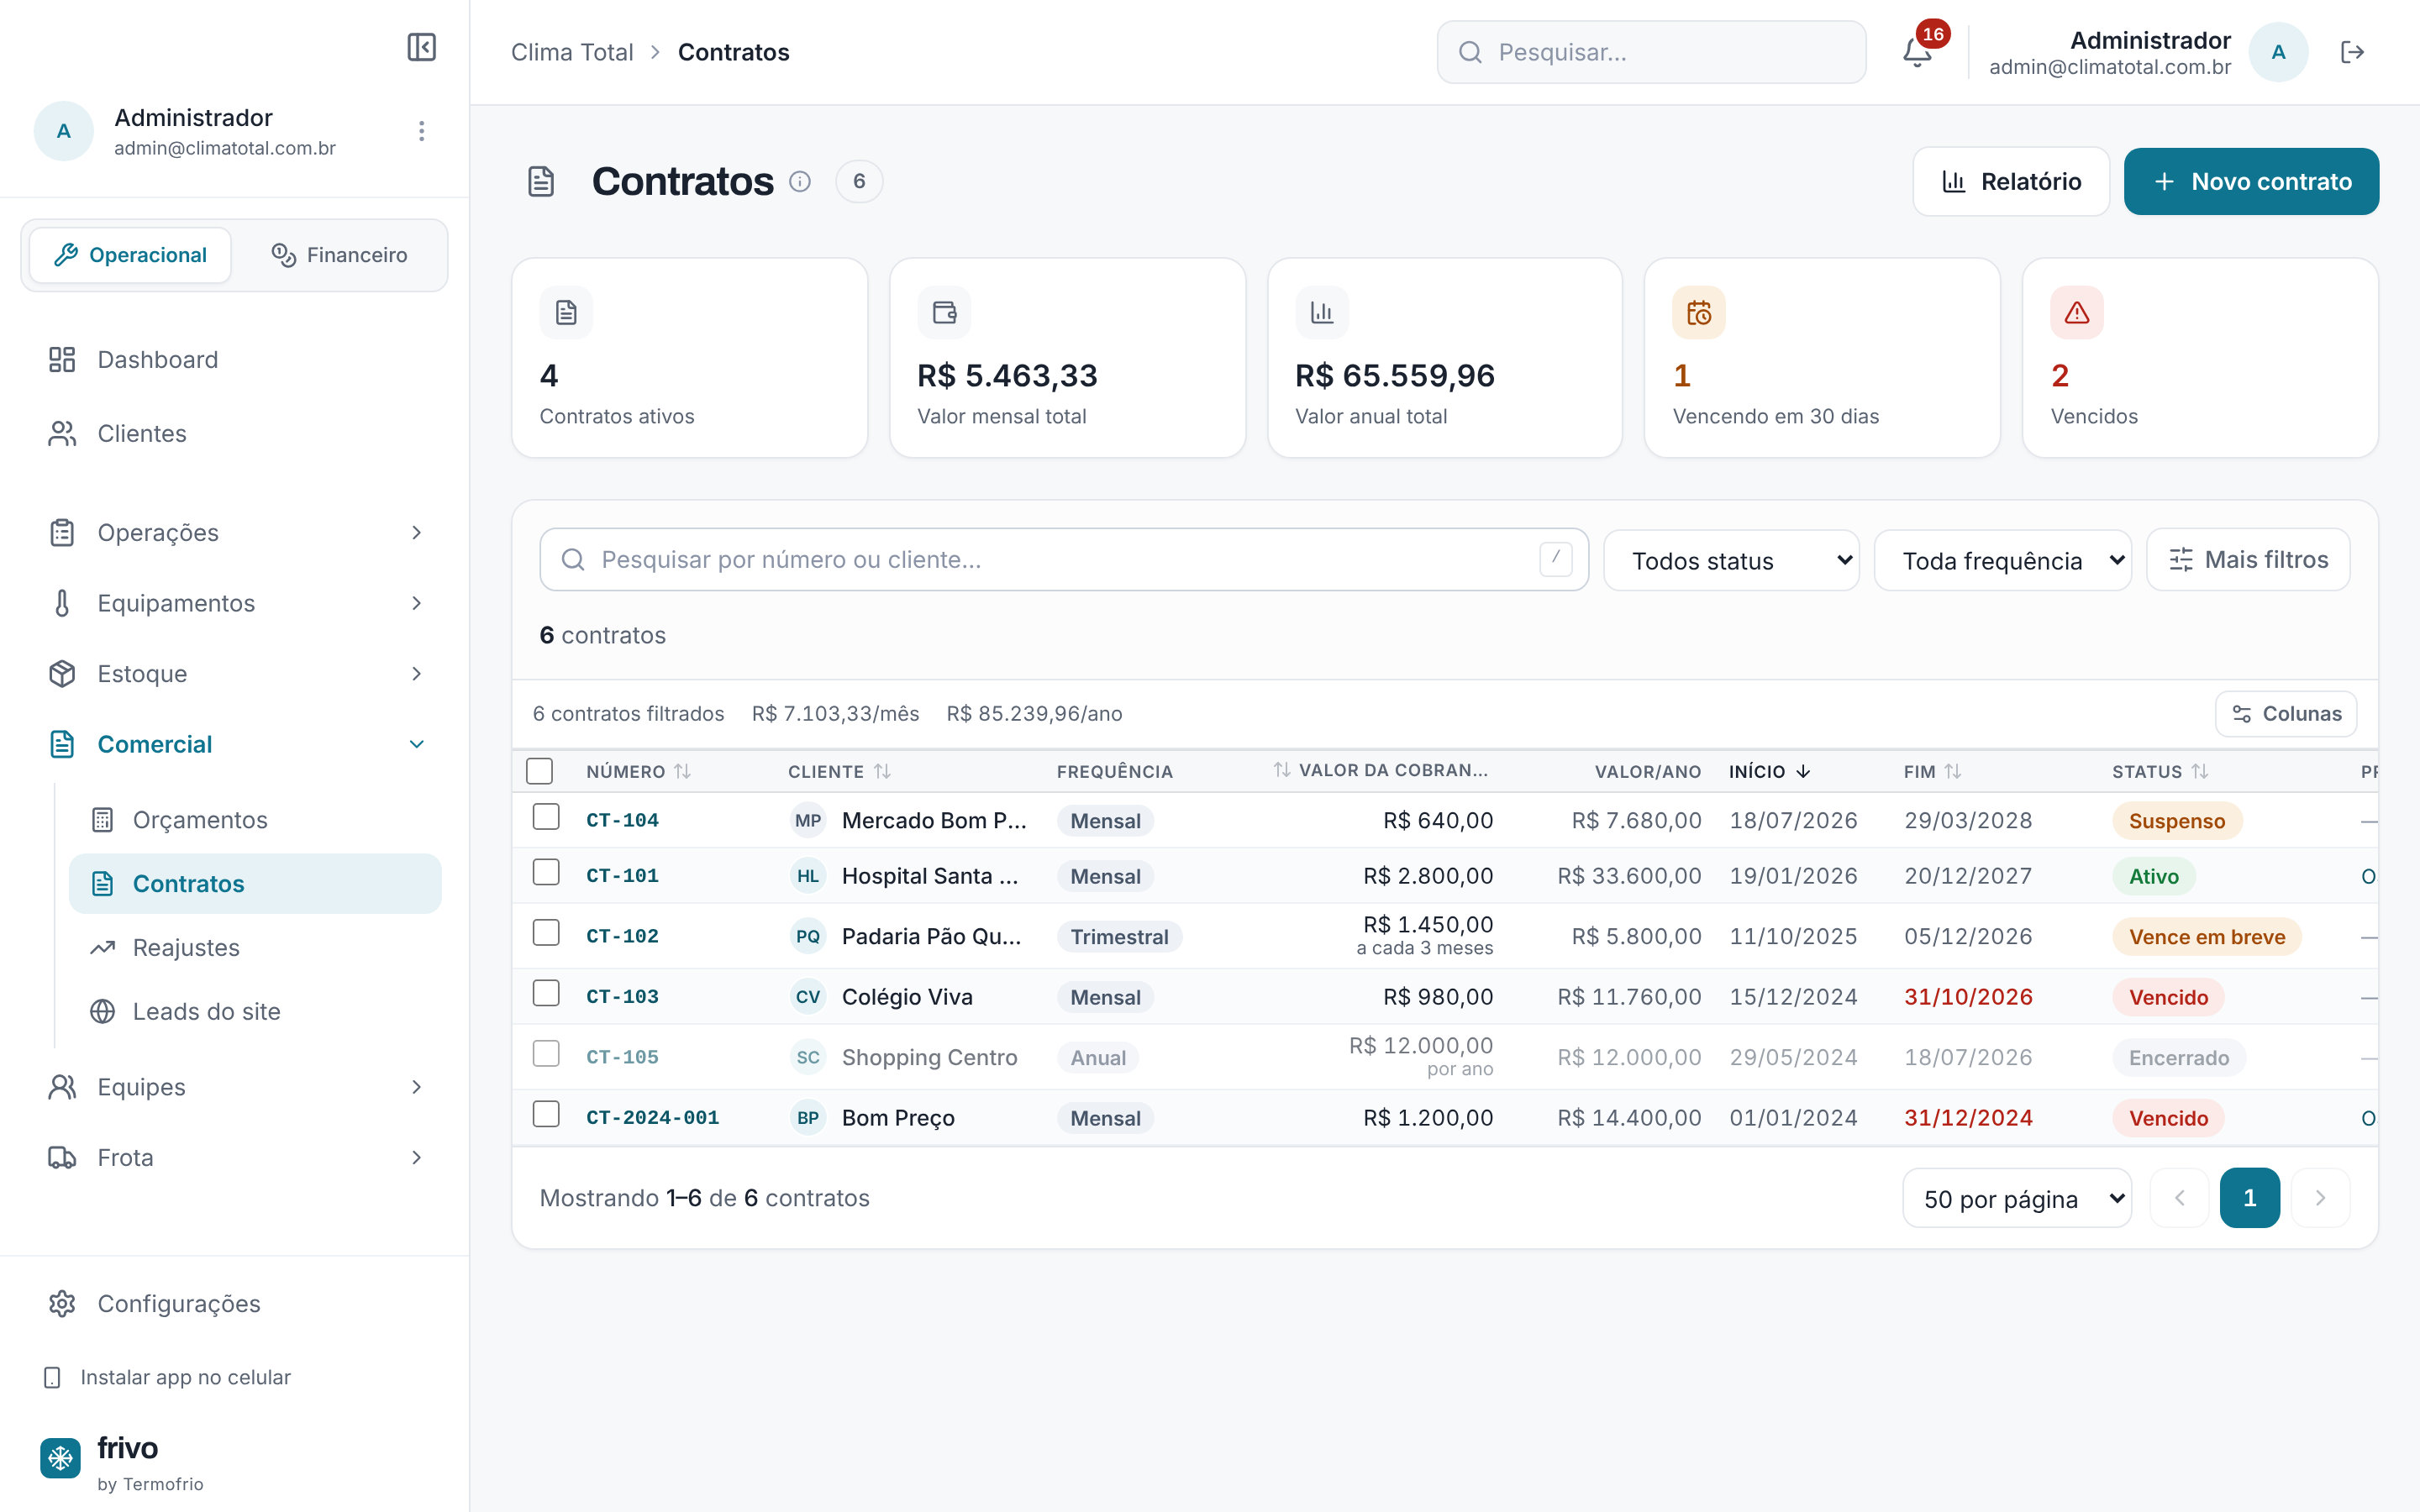 A
Administrador
admin@climatotal.com.br
Operacional
Financeiro
Dashboard
Clientes
Operações
Equipamentos
Estoque
Comercial
Orçamentos
Contratos
Reajustes
Leads do site
Equipes
Frota
Configurações
Instalar app no celular
frivo
by Termofrio
Clima Total > Contratos
Pesquisar...
16
Administrador
admin@climatotal.com.br
A
Contratos
6
Relatório
+ Novo contrato
4
Contratos ativos
R$ 5.463,33
Valor mensal total
R$ 65.559,96
Valor anual total
1
Vencendo em 30 dias
2
Vencidos
Pesquisar por número ou cliente...
/
Todos status
Toda frequência
Mais filtros
6 contratos
6 contratos filtrados R$ 7.103,33/mês R$ 85.239,96/ano
Colunas
NÚMERO CLIENTE FREQUÊNCIA VALOR DA COBRAN... VALOR/ANO INÍCIO FIM STATUS
CT-104 MP Mercado Bom P... Mensal R$ 640,00 R$ 7.680,00 18/07/2026 29/03/2028 Suspenso —
CT-101 HL Hospital Santa ... Mensal R$ 2.800,00 R$ 33.600,00 19/01/2026 20/12/2027 Ativo
CT-102 PQ Padaria Pão Qu... Trimestral R$ 1.450,00 R$ 5.800,00 11/10/2025 05/12/2026 Vence em breve —
a cada 3 meses
CT-103 CV Colégio Viva Mensal R$ 980,00 R$ 11.760,00 15/12/2024 31/10/2026 Vencido —
CT-105 SC Shopping Centro Anual R$ 12.000,00 R$ 12.000,00 29/05/2024 18/07/2026 Encerrado —
por ano
CT-2024-001 BP Bom Preço Mensal R$ 1.200,00 R$ 14.400,00 01/01/2024 31/12/2024 Vencido
Mostrando 1–6 de 6 contratos
50 por página
1